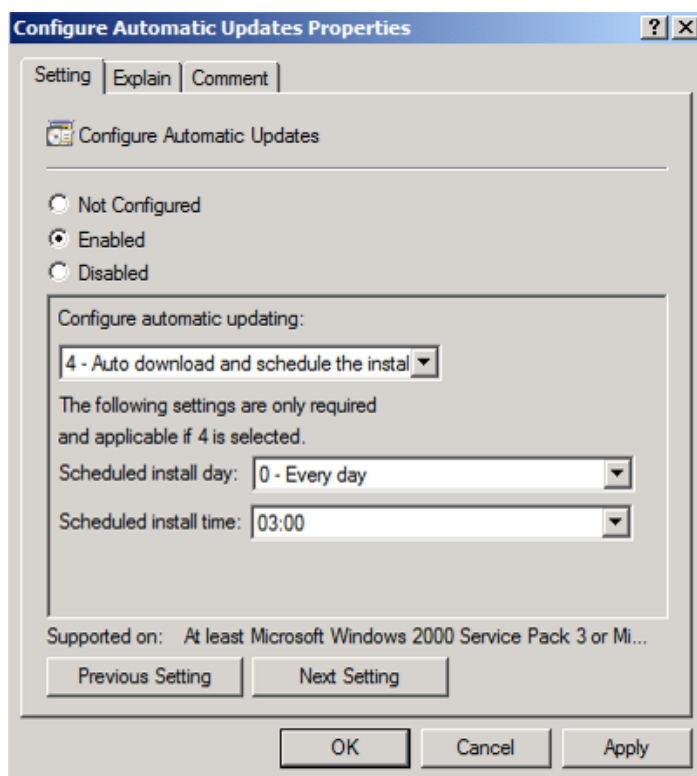 Configure Automatic Updates Properties
Setting Explain Comment
Configure Automatic Updates
Not Configured
Enabled
Disabled
Configure automatic updating:
4 - Auto download and schedule the instal
The following settings are only required
and applicable if 4 is selected.
Scheduled install day: 0 - Every day
Scheduled install time: 03:00
Supported on: At least Microsoft Windows 2000 Service Pack 3 or Mi...
Previous Setting Next Setting
OK Cancel Apply